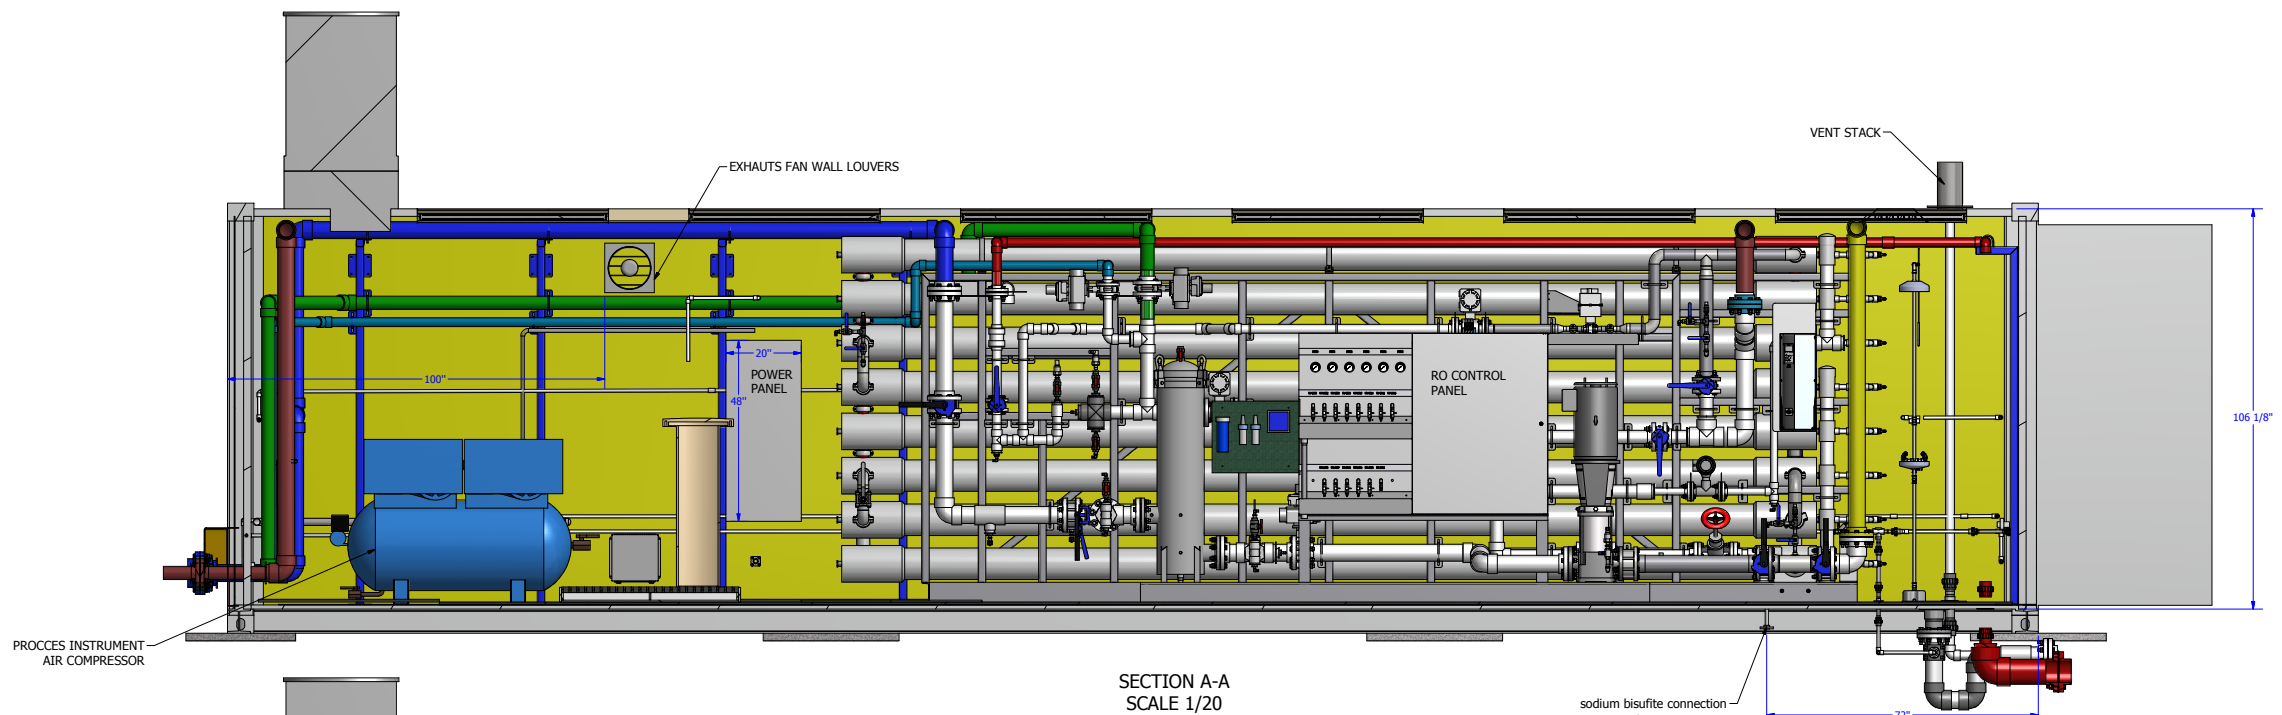 VENT STACK
EXHAUTS FAN WALL LOUVERS
20"
POWER
PANEL
100"
48"
RO CONTROL
PANEL
106 1/8"
PROCCES INSTRUMENT
AIR COMPRESSOR
SECTION A-A
SCALE 1/20
sodium bisufite connection
72"